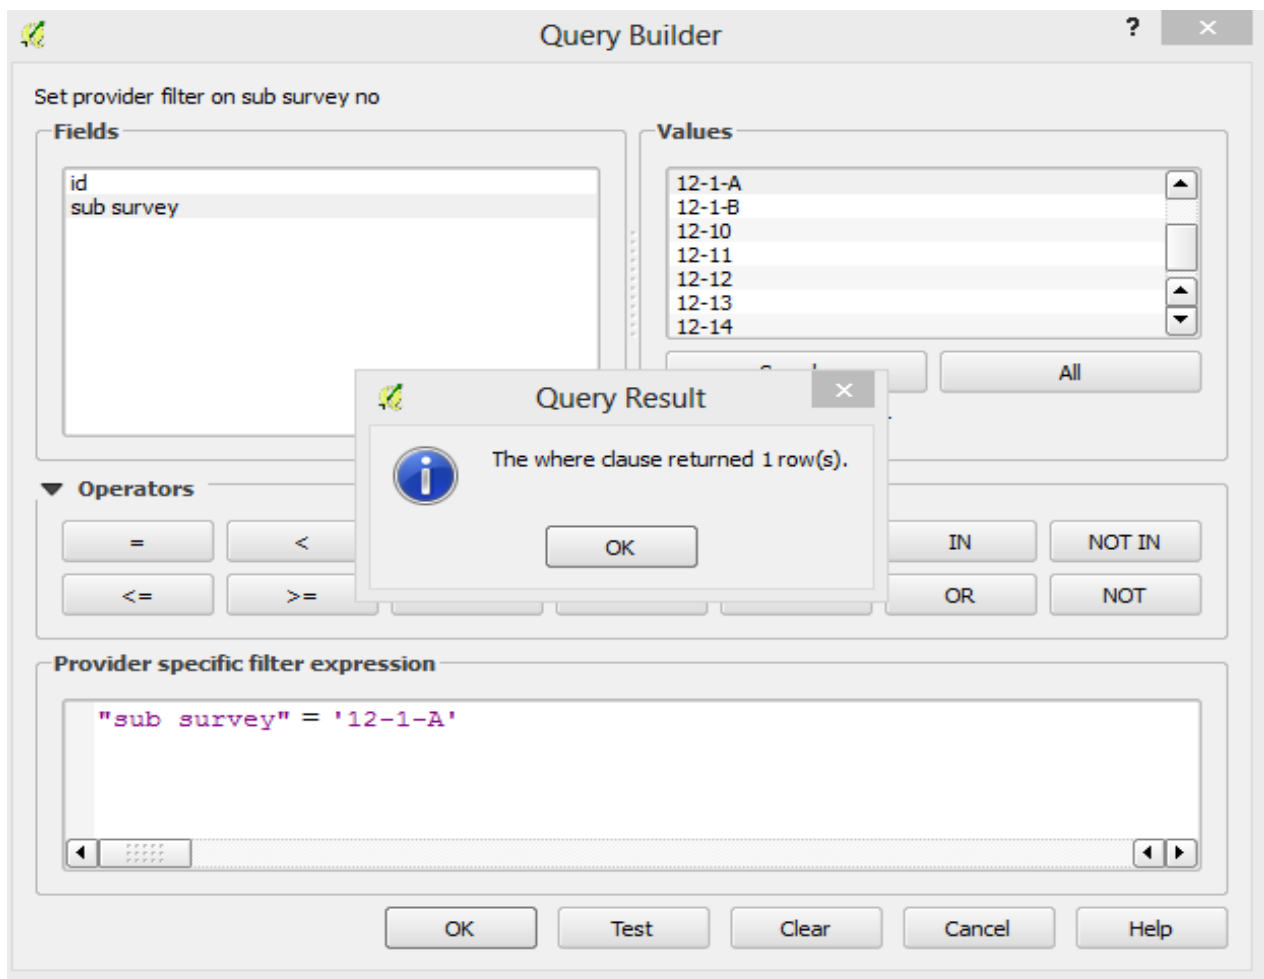 Query Builder
?
Set provider filter on sub survey no
Fields
Values
id
sub survey
12-1-A
12-1-B
12-10
12-11
12-12
12-13
12-14
All
Query Result
The where clause returned 1 row(s).
OK
Operators
= < IN NOT IN
<= >= OR NOT
Provider specific filter expression
"sub survey" = '12-1-A'
OK Test Clear Cancel Help